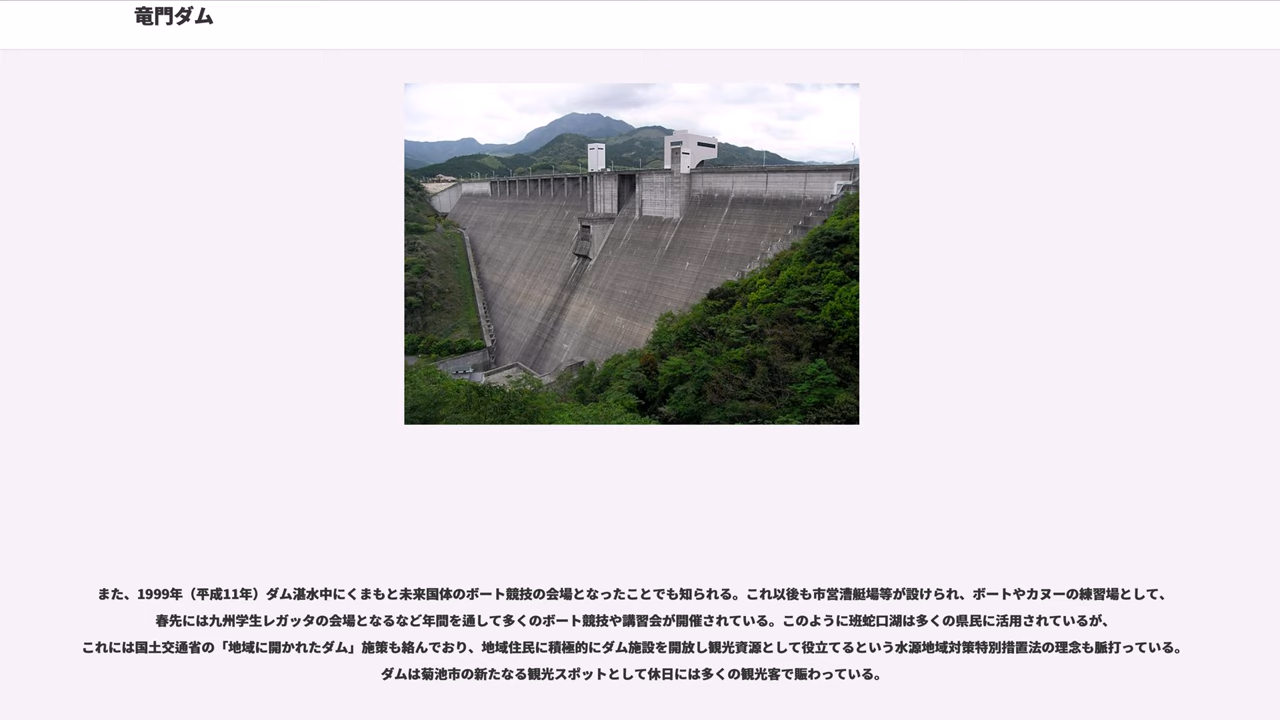 竜門ダム
また、1999年（平成11年）ダム湛水中にくまもと未来国体のボート競技の会場となったことでも知られる。これ以後も市営漕艇場等が設けられ、ボートやカヌーの練習場として、
春先には九州学生レガッタの会場となるなど年間を通して多くのボート競技や講習会が開催されている。このように班蛇口湖は多くの県民に活用されているが、
これには国土交通省の「地域に開かれたダム」施策も絡んでおり、地域住民に積極的にダム施設を開放し観光資源として役立てるという水源地域対策特別措置法の理念も脈打っている。
ダムは菊池市の新たなる観光スポットとして休日には多くの観光客で賑わっている。